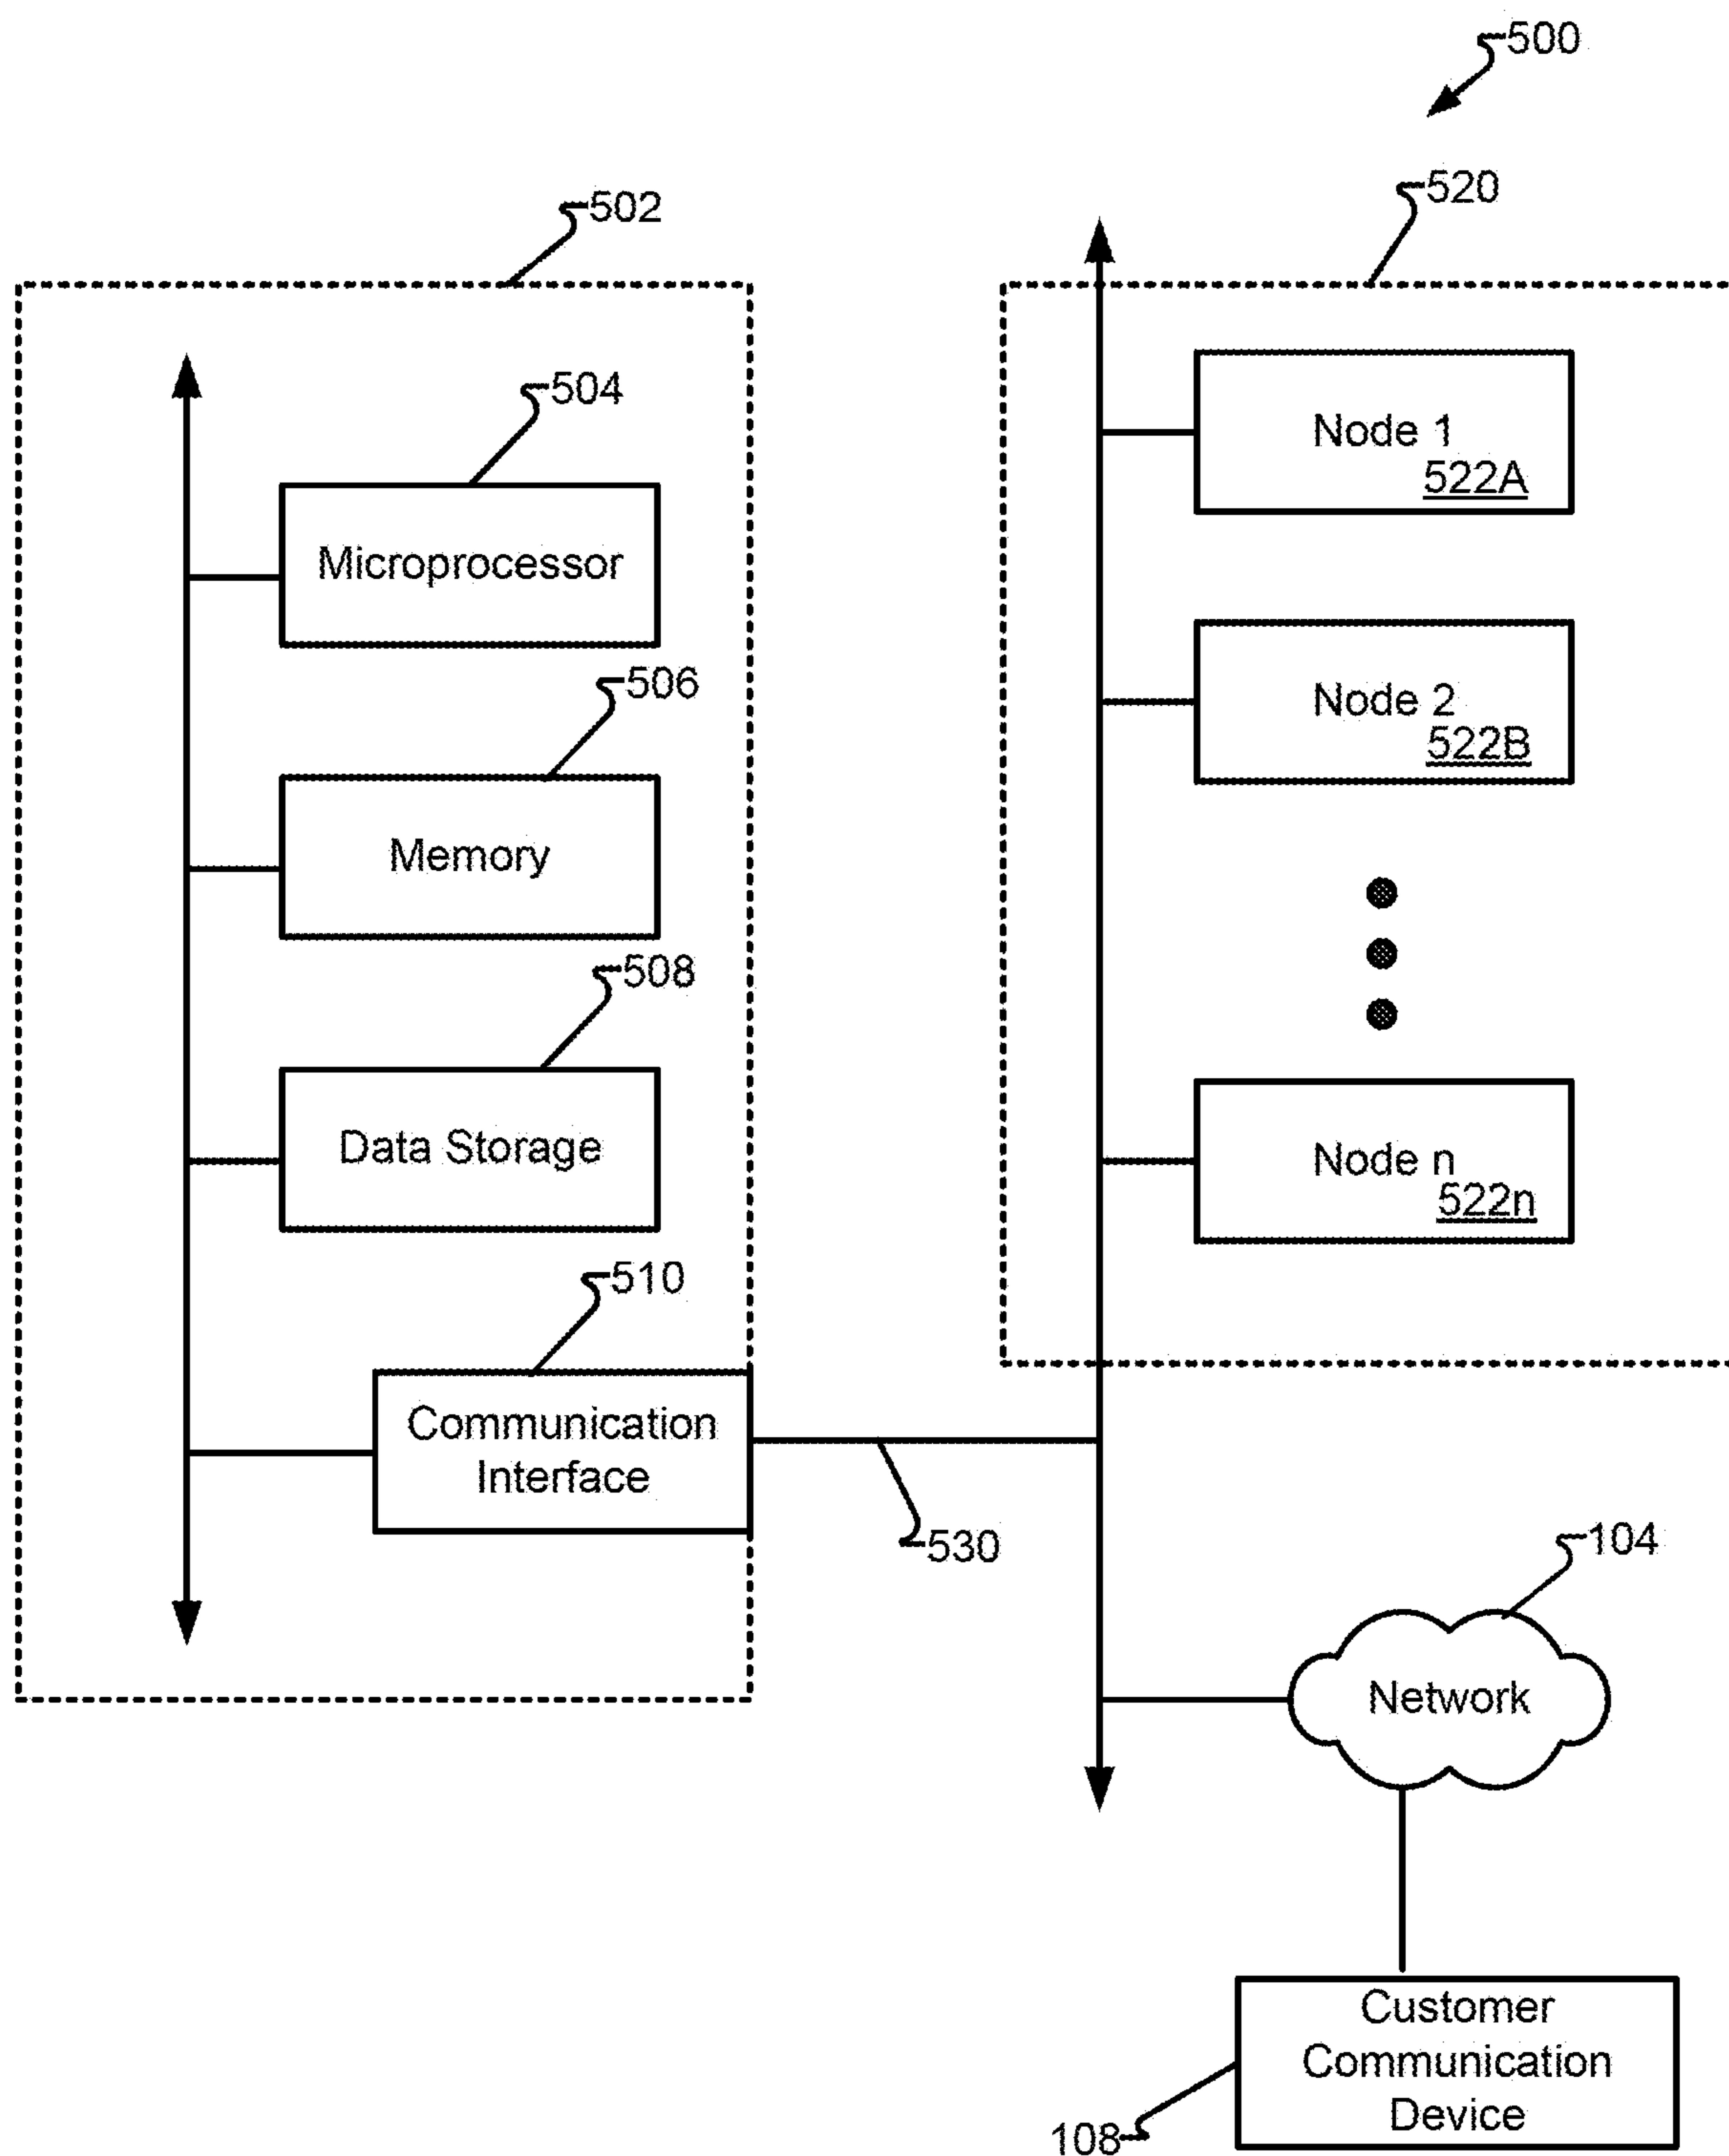 500
502
520
504
Microprocessor
506
Memory
508
Data Storage
510
Communication
Interface
530
Node 1
522A
Node 2
522B
Node n
522n
104
Network
Customer
Communication
Device
108